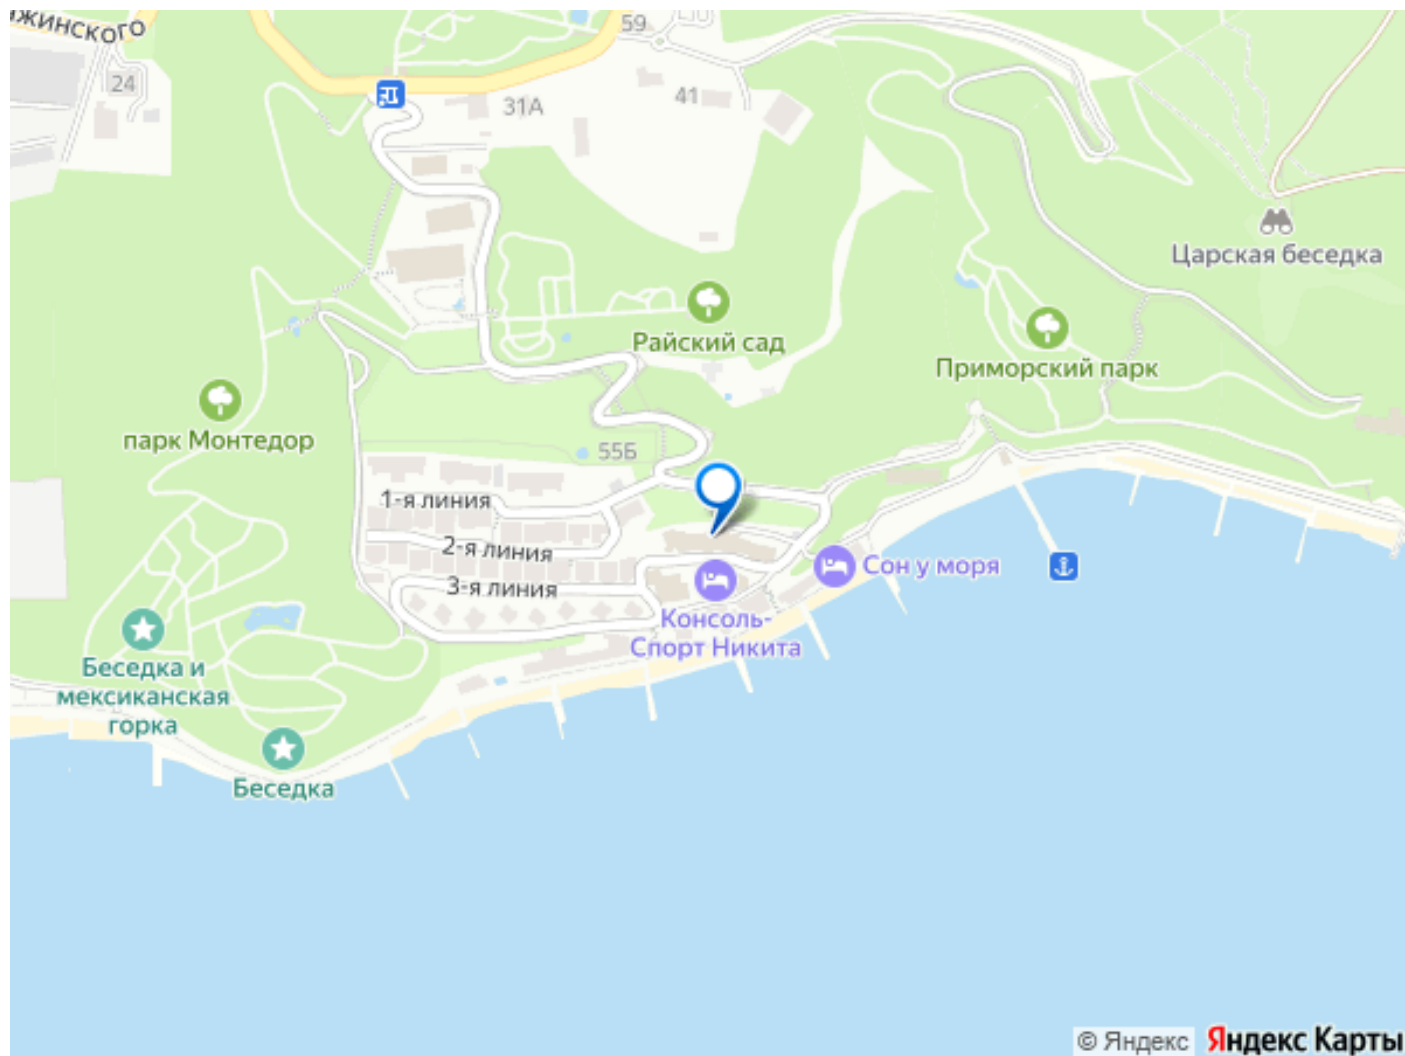 жинского
59
24
31А
41
Царская беседка
Райский сад
Приморский парк
парк Монтедор
55Б
1-я линия
2-я линия
3-я линия
Сон у моря
Консоль-
Спорт Никита
Беседка и
мексиканская
горка
Беседка
© Яндекс
Яндекс Карты